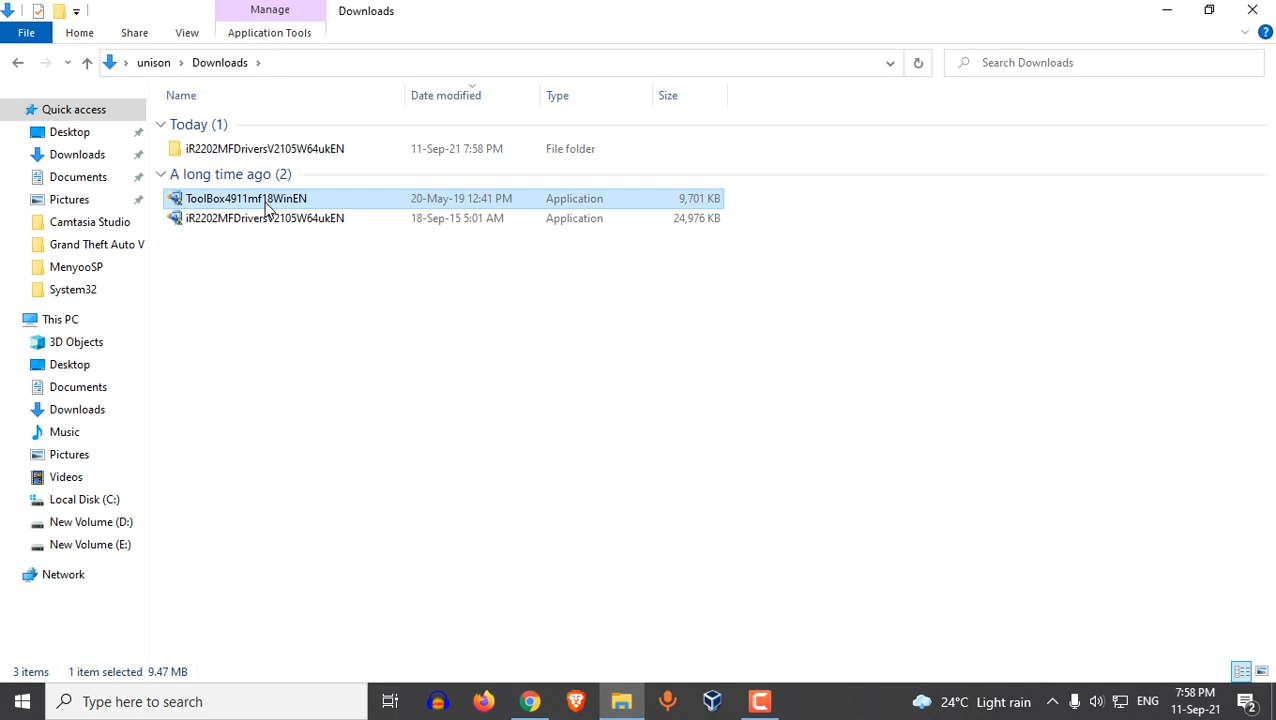 Manage
Downloads
File
Home
Share
View
Application Tools
unison
Downloads
Search Downloads
Name
Date modified
Type
Size
Quick access
Desktop
Downloads
Documents
Pictures
Camtasia Studio
Grand Theft Auto V
MenyooSP
System32
This PC
3D Objects
Desktop
Documents
Downloads
Music
Pictures
Videos
Local Disk (C:)
New Volume (D:)
New Volume (E:)
Network
Today (1)
iR2202MFDriversV2105W64ukEN 11-Sep-21 7:58 PM File folder
A long time ago (2)
ToolBox4911mf18WinEN 20-May-19 12:41 PM Application 9,701 KB
iR2202MFDriversV2105W64ukEN 18-Sep-15 5:01 AM Application 24,976 KB
3 items 1 item selected 9.47 MB
Type here to search
24°C Light rain
ENG
7:58 PM
11-Sep-21
2